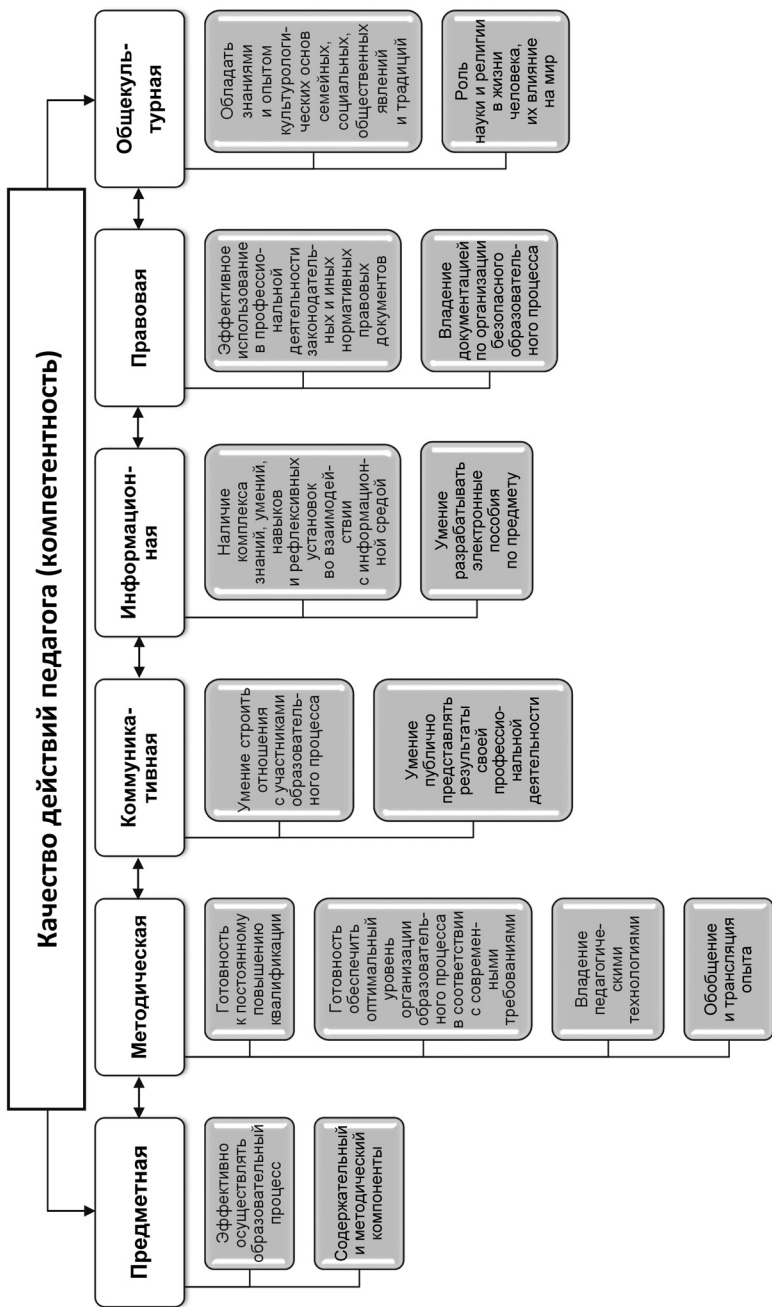 Качество действий педагога (компетентность)
Предметная
Эффективно
осуществлять
образовательный
процесс
Содержательный
и методический
компоненты
Методическая
Готовность
к постоянному
повышению
квалификации
Готовность
обеспечить
оптимальный
уровень
организации
образователь-
ного процесса
в соответствии
с современ-
ными
требованиями
Владение
педагогиче-
скими
технологиями
Обобщение
и трансляция
опыта
Коммуника-
тивная
Умение строить
отношения
с участниками
образователь-
ного процесса
Умение
публично
представлять
результаты
своей
профессио-
нальной
деятельности
Информацион-
ная
Наличие
комплекса
знаний, умений,
навыков
и рефлексивных
установок
во взаимодей-
ствии
с информацион-
ной средой
Умение
разрабатывать
электронные
пособия
по предмету
Правовая
Эффективное
использование
в профессио-
нальной
деятельности
законодатель-
ных и иных
нормативных
правовых
документов
Владение
документацией
по организации
безопасного
образователь-
ного процесса
Общекуль-
турная
Обладать
знаниями
и опытом
культурологи-
ческих основ
семейных,
социальных,
общественных
явлений
и традиций
Роль
науки и религии
в жизни
человека,
их влияние
на мир